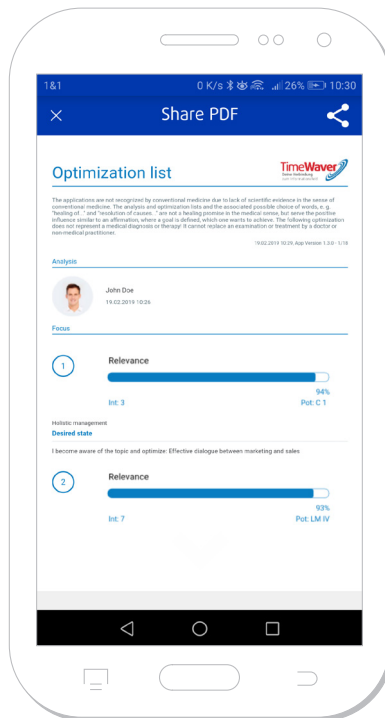 1&1
0 K/s 26% 10:30
Share PDF
Optimization list
TimeWaver
The applications are not recognized by conventional medicine due to lack of scientific evidence in the sense of
conventional medicine. The analysis and optimization lists and the associated possible choice of words, e. g.
"healing of .." and "resolution of causes. .." are not a healing promise in the medical sense, but serve the positive
influence similar to an affirmation, where a goal is defined, which one wants to achieve. The following optimization
does not represent a medical diagnosis or therapy. It cannot replace an examination or treatment by a doctor or
non-medical practitioner.
19.02.2019 10:29, App Version 1.3.0 - 1/19
Analysis
John Doe
19.02.2019 10:26
Focus
1
Relevance
94%
Int: 3 Pot: C 1
Holistic management
Desired state
I become aware of the topic and optimize: Effective dialogue between marketing and sales
2
Relevance
93%
Int: 7 Pot: LM IV